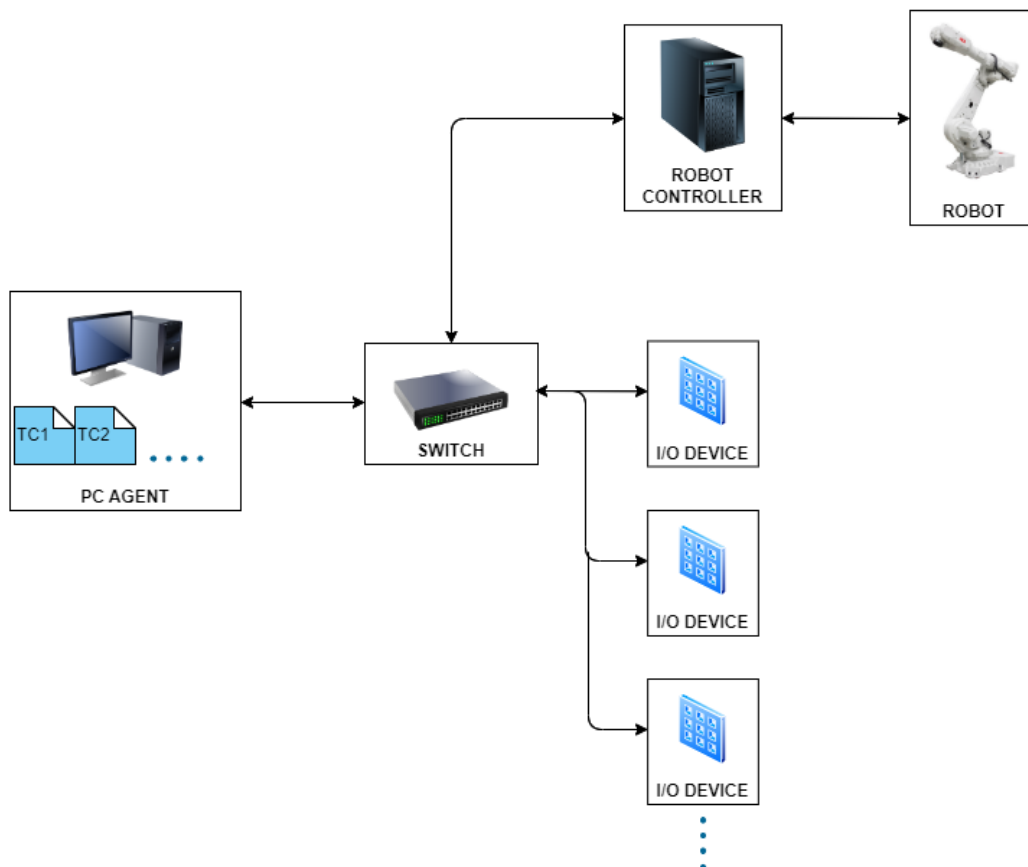 ROBOT
CONTROLLER
ROBOT
TC1
TC2
PC AGENT
SWITCH
I/O DEVICE
I/O DEVICE
I/O DEVICE